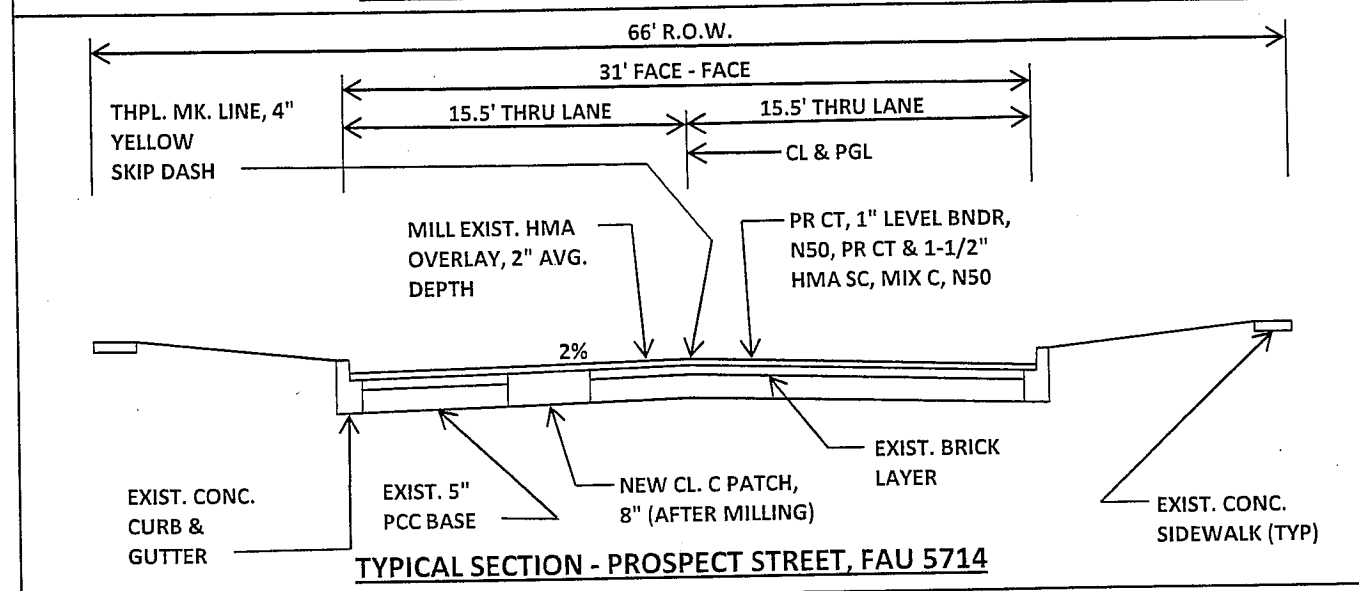 66' R.O.W.
31' FACE - FACE
15.5' THRU LANE
15.5' THRU LANE
THPL. MK. LINE, 4"
YELLOW
SKIP DASH
CL & PGL
MILL EXIST. HMA
OVERLAY, 2" AVG.
DEPTH
PR CT, 1" LEVEL BNDR,
N50, PR CT & 1-1/2"
HMA SC, MIX C, N50
2%
EXIST. CONC.
CURB &
GUTTER
EXIST. 5"
PCC BASE
NEW CL. C PATCH,
8" (AFTER MILLING)
EXIST. BRICK
LAYER
EXIST. CONC.
SIDEWALK (TYP)
TYPICAL SECTION - PROSPECT STREET, FAU 5714